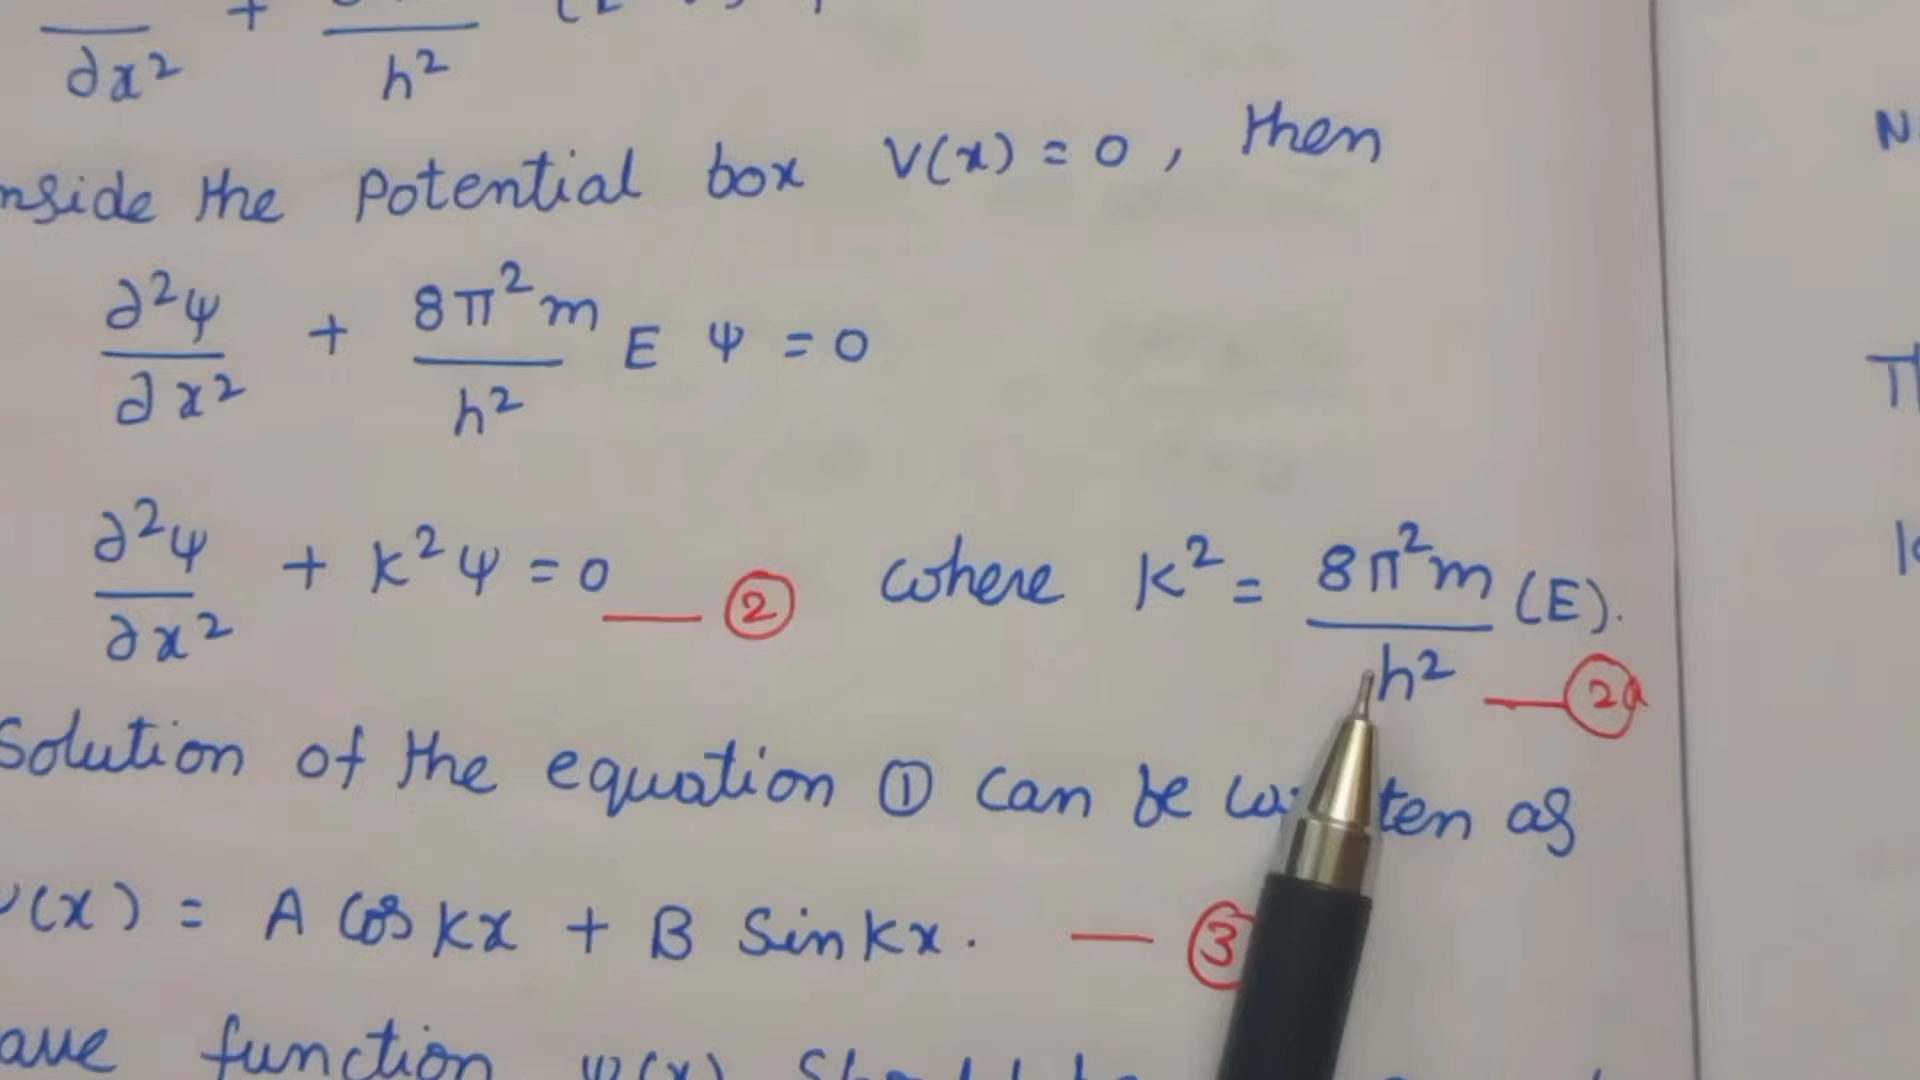 ∂x² + h²
nside the Potential box V(x) = 0, then
∂²ψ/∂x² + 8π²m/h² E ψ = 0
∂²ψ/∂x² + K²ψ = 0 — ② where K² = 8π²m/h² (E). — 2a
Solution of the equation ① can be as
(x) = A Cos Kx + B Sin Kx. — ③
ave function ψ(x)
N
T